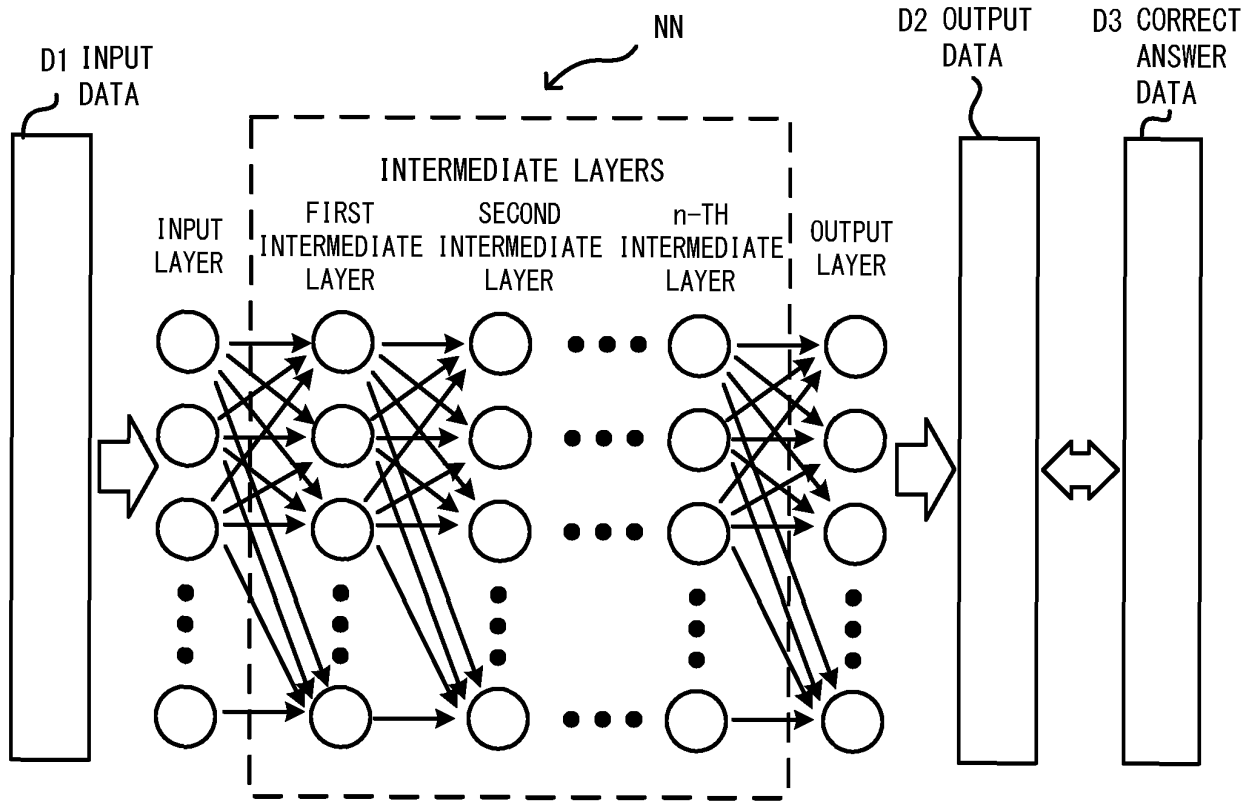 NN
D1 INPUT
DATA
D2 OUTPUT
DATA
D3 CORRECT
ANSWER
DATA
INTERMEDIATE LAYERS
INPUT
LAYER
FIRST
INTERMEDIATE
LAYER
SECOND
INTERMEDIATE
LAYER
n-TH
INTERMEDIATE
LAYER
OUTPUT
LAYER